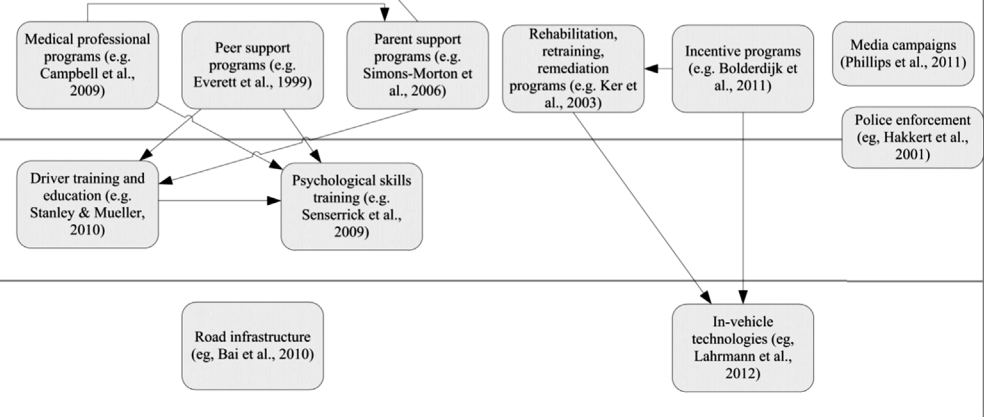 Medical professional
programs (e.g.
Campbell et al.,
2009)
Peer support
programs (e.g.
Everett et al., 1999)
Parent support
programs (e.g.
Simons-Morton et
al., 2006)
Rehabilitation,
retraining,
remediation
programs (e.g. Ker et
al., 2003)
Incentive programs
(e.g. Bolderdijk et
al., 2011)
Media campaigns
(Phillips et al., 2011)
Police enforcement
(eg, Hakkert et al.,
2001)
Driver training and
education (e.g.
Stanley & Mueller,
2010)
Psychological skills
training (e.g.
Senserrick et al.,
2009)
Road infrastructure
(eg, Bai et al., 2010)
In-vehicle
technologies (eg,
Lahrmann et al.,
2012)